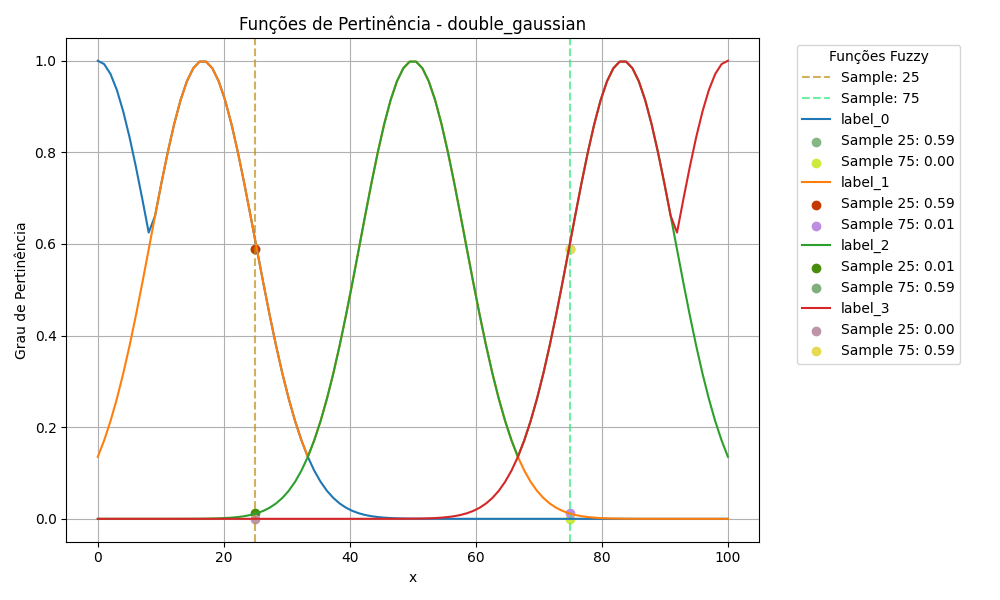 Funções de Pertinência - double_gaussian
Grau de Pertinência
1.0
0.8
0.6
0.4
0.2
0.0
0
20
40
60
80
100
x
Funções Fuzzy
Sample: 25
Sample: 75
label_0
Sample 25: 0.59
Sample 75: 0.00
label_1
Sample 25: 0.59
Sample 75: 0.01
label_2
Sample 25: 0.01
Sample 75: 0.59
label_3
Sample 25: 0.00
Sample 75: 0.59